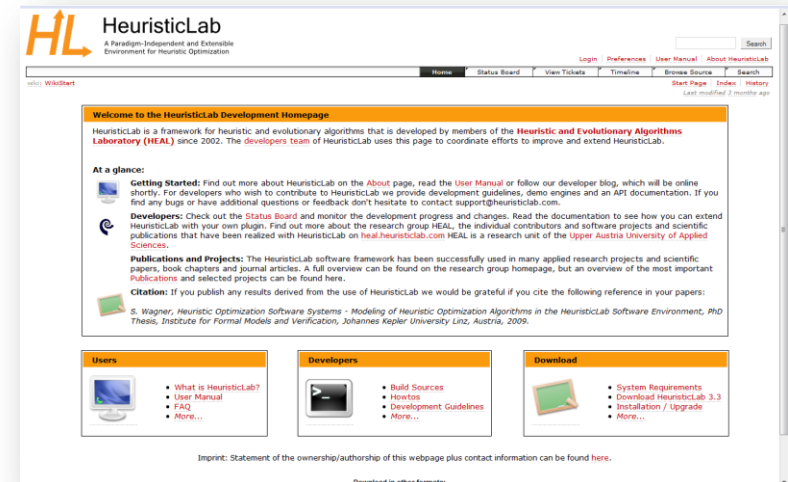 HL HeuristicLab
A Paradigm-Independent and Extensible
Environment for Heuristic Optimization
Search
Login Preferences User Manual About HeuristicLab
Home Status Board View Tickets Timeline Browse Source Search
wiki: WikiStart
Start Page Index History
Last modified 3 months ago
Welcome to the HeuristicLab Development Homepage
HeuristicLab is a framework for heuristic and evolutionary algorithms that is developed by members of the Heuristic and Evolutionary Algorithms
Laboratory (HEAL) since 2002. The developers team of HeuristicLab uses this page to coordinate efforts to improve and extend HeuristicLab.
At a glance:
Getting Started: Find out more about HeuristicLab on the About page, read the User Manual or follow our developer blog, which will be online
shortly. For developers who wish to contribute to HeuristicLab we provide development guidelines, demo engines and an API documentation. If you
find any bugs or have additional questions or feedback don't hesitate to contact support@heuristiclab.com.
Developers: Check out the Status Board and monitor the development progress and changes. Read the documentation to see how you can extend
HeuristicLab with your own plugin. Find out more about the research group HEAL, the individual contributors and software projects and scientific
publications that have been realized with HeuristicLab on heal.heuristiclab.com HEAL is a research unit of the Upper Austria University of Applied
Sciences.
Publications and Projects: The HeuristicLab software framework has been successfully used in many applied research projects and scientific
papers, book chapters and journal articles. A full overview can be found on the research group homepage, but an overview of the most important
Publications and selected projects can be found here.
Citation: If you publish any results derived from the use of HeuristicLab we would be grateful if you cite the following reference in your papers:
S. Wagner, Heuristic Optimization Software Systems - Modeling of Heuristic Optimization Algorithms in the HeuristicLab Software Environment, PhD
Thesis, Institute for Formal Models and Verification, Johannes Kepler University Linz, Austria, 2009.
Users
• What is HeuristicLab?
• User Manual
• FAQ
• More...
Developers
• Build Sources
• Howtos
• Development Guidelines
• More...
Download
• System Requirements
• Download HeuristicLab 3.3
• Installation / Upgrade
• More...
Imprint: Statement of the ownership/authorship of this webpage plus contact information can be found here.
Download in other formats: